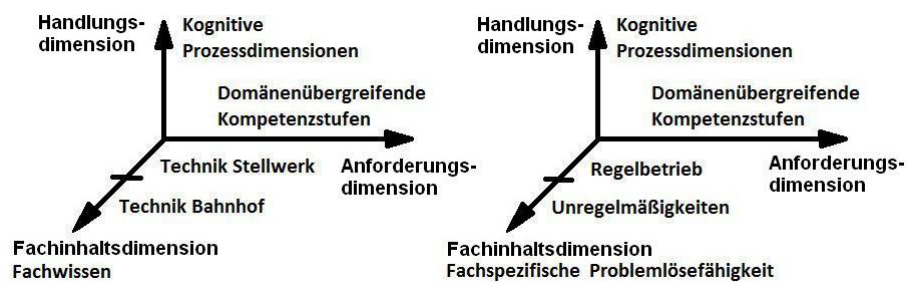 Handlungs-
dimension
Kognitive
Prozessdimensionen
Domänenübergreifende
Kompetenzstufen
Anforderungs-
dimension
Technik Stellwerk
Technik Bahnhof
Fachinhaltsdimension
Fachwissen
Handlungs-
dimension
Kognitive
Prozessdimensionen
Domänenübergreifende
Kompetenzstufen
Anforderungs-
dimension
Regelbetrieb
Unregelmäßigkeiten
Fachinhaltsdimension
Fachspezifische Problemlösefähigkeit